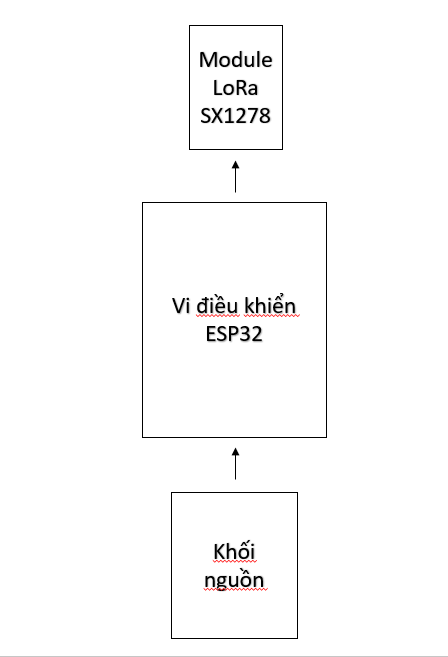 Module
LoRa
SX1278
Vi điều khiển
ESP32
Khối
nguồn